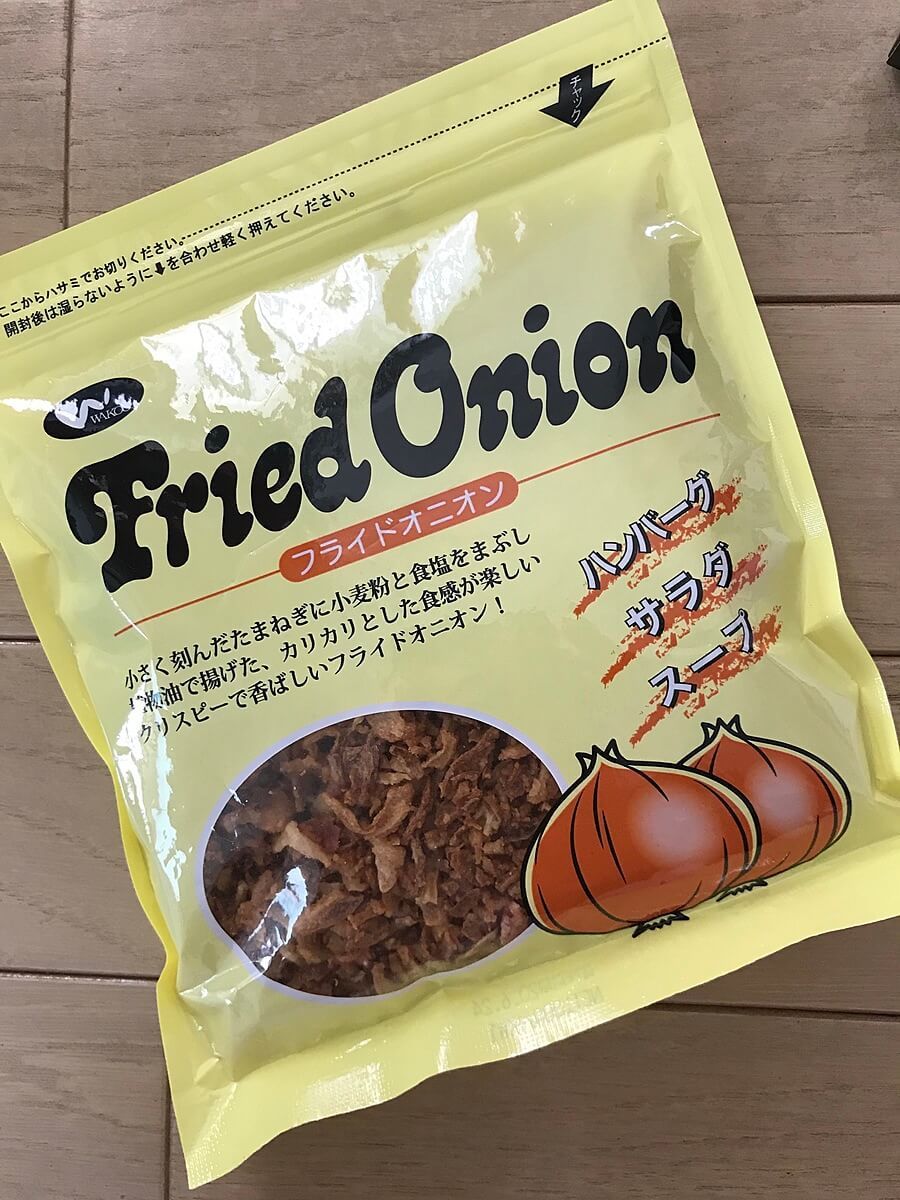 チャック
ここからハサミでお切りください。
開封後は湿らないように⬇を合わせ軽く押えてください。
WAKO
Fried Onion
フライドオニオン
小さく刻んだたまねぎに小麦粉と食塩をまぶし
植物油で揚げた、カリカリとした食感が楽しい
クリスピーで香ばしいフライドオニオン！
ハンバーグ
サラダ
スープ